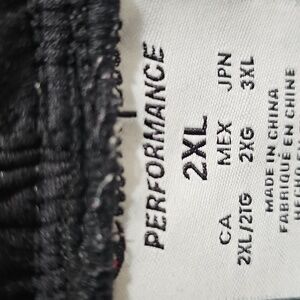 PERFORMANCE
2XL
CA MEX JPN
2XL/2TG 2XG 3XL
MADE IN CHINA
FABRIQUÉ EN CHINE